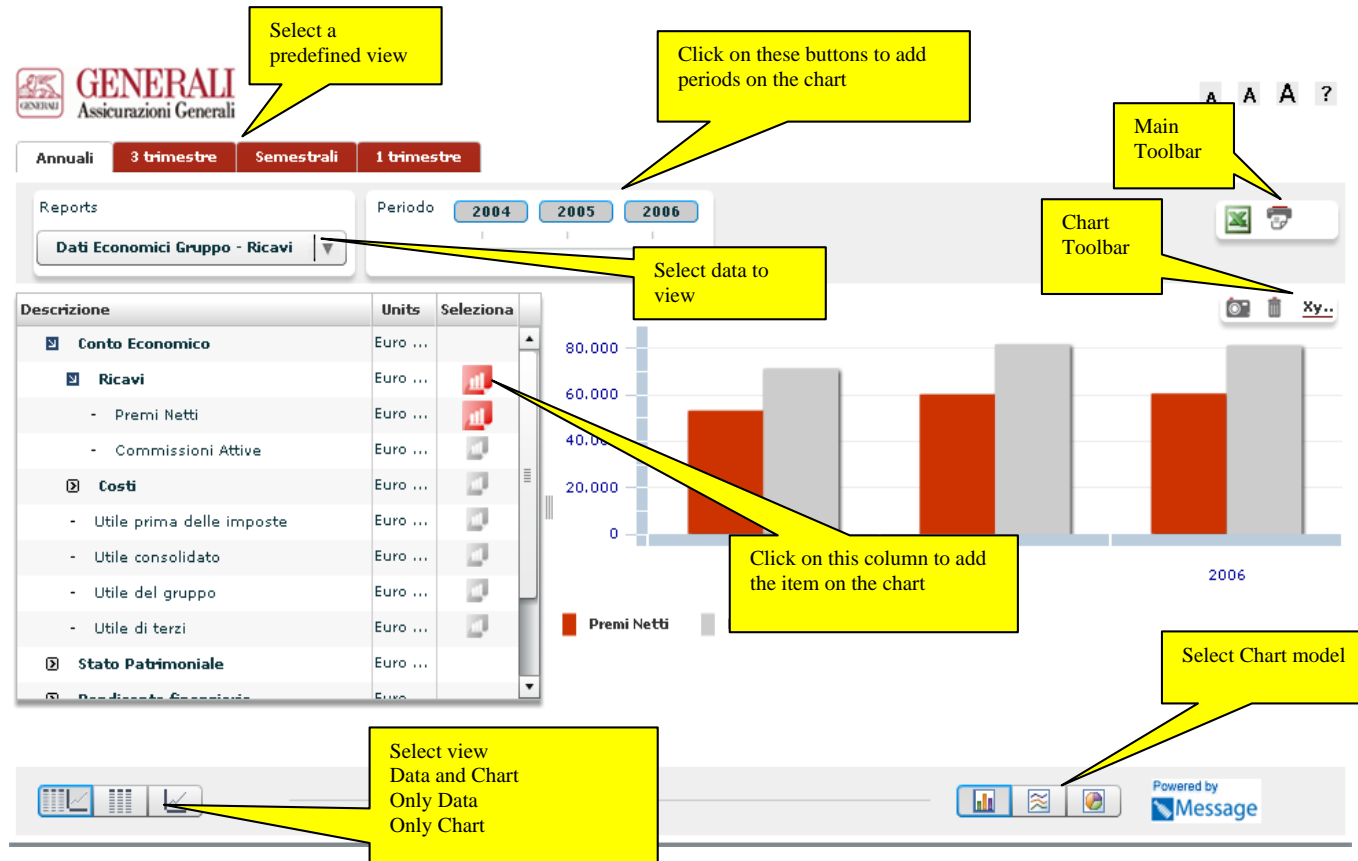 Select a
predefined view
Click on these buttons to add
periods on the chart
GENERALI
Assicurazioni Generali
GENERALI
A A A ?
Main
Toolbar
Annuali 3 trimestre Semestrali 1 trimestre
Reports
Periodo 2004 2005 2006
Dati Economici Gruppo - Ricavi
Chart
Toolbar
Select data to
view
Descrizione Units Seleziona
Xy..
Conto Economico Euro ...
Ricavi Euro ...
- Premi Netti Euro ...
- Commissioni Attive Euro ...
Costi Euro ...
- Utile prima delle imposte Euro ...
- Utile consolidato Euro ...
- Utile del gruppo Euro ...
- Utile di terzi Euro ...
Stato Patrimoniale Euro ...
80.000
60.000
40.000
20.000
0
2006
Click on this column to add
the item on the chart
Premi Netti
Select Chart model
Select view
Data and Chart
Only Data
Only Chart
Powered by
Message